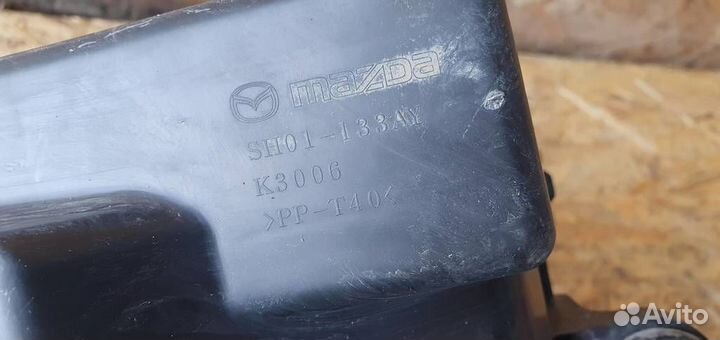 mazda
SH01-133AY
K3006
>PP-T40<
Avito